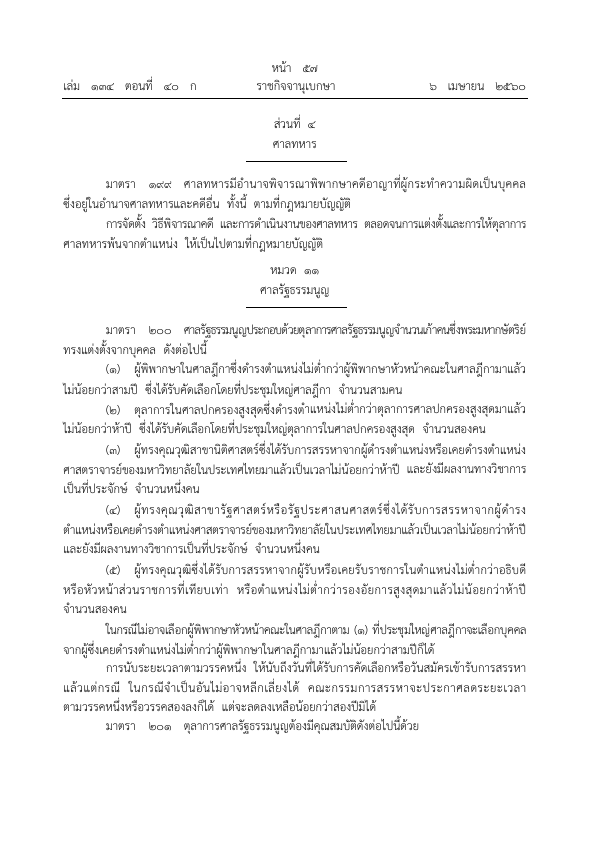 หน้า ๕๗
เล่ม ๑๓๔ ตอนที่ ๔๐ ก ราชกิจจานุเบกษา ๖ เมษายน ๒๕๖๐
ส่วนที่ ๔
ศาลทหาร
มาตรา ๑๙๙ ศาลทหารมีอำนาจพิจารณาพิพากษาคดีอาญาที่ผู้กระทำความผิดเป็นบุคคล
ซึ่งอยู่ในอำนาจศาลทหารและคดีอื่น ทั้งนี้ ตามที่กฎหมายบัญญัติ
การจัดตั้ง วิธีพิจารณาคดี และการดำเนินงานของศาลทหาร ตลอดจนการแต่งตั้งและการให้ตุลาการ
ศาลทหารพ้นจากตำแหน่ง ให้เป็นไปตามที่กฎหมายบัญญัติ
หมวด ๑๑
ศาลรัฐธรรมนูญ
มาตรา ๒๐๐ ศาลรัฐธรรมนูญประกอบด้วยตุลาการศาลรัฐธรรมนูญจำนวนเก้าคนซึ่งพระมหากษัตริย์
ทรงแต่งตั้งจากบุคคล ดังต่อไปนี้
(๑) ผู้พิพากษาในศาลฎีกาซึ่งดำรงตำแหน่งไม่ต่ำกว่าผู้พิพากษาหัวหน้าคณะในศาลฎีกามาแล้ว
ไม่น้อยกว่าสามปี ซึ่งได้รับคัดเลือกโดยที่ประชุมใหญ่ศาลฎีกา จำนวนสามคน
(๒) ตุลาการในศาลปกครองสูงสุดซึ่งดำรงตำแหน่งไม่ต่ำกว่าตุลาการศาลปกครองสูงสุดมาแล้ว
ไม่น้อยกว่าห้าปี ซึ่งได้รับคัดเลือกโดยที่ประชุมใหญ่ตุลาการในศาลปกครองสูงสุด จำนวนสองคน
(๓) ผู้ทรงคุณวุฒิสาขานิติศาสตร์ซึ่งได้รับการสรรหาจากผู้ดำรงตำแหน่งหรือเคยดำรงตำแหน่ง
ศาสตราจารย์ของมหาวิทยาลัยในประเทศไทยมาแล้วเป็นเวลาไม่น้อยกว่าห้าปี และยังมีผลงานทางวิชาการ
เป็นที่ประจักษ์ จำนวนหนึ่งคน
(๔) ผู้ทรงคุณวุฒิสาขารัฐศาสตร์หรือรัฐประศาสนศาสตร์ซึ่งได้รับการสรรหาจากผู้ดำรง
ตำแหน่งหรือเคยดำรงตำแหน่งศาสตราจารย์ของมหาวิทยาลัยในประเทศไทยมาแล้วเป็นเวลาไม่น้อยกว่าห้าปี
และยังมีผลงานทางวิชาการเป็นที่ประจักษ์ จำนวนหนึ่งคน
(๕) ผู้ทรงคุณวุฒิซึ่งได้รับการสรรหาจากผู้รับหรือเคยรับราชการในตำแหน่งไม่ต่ำกว่าอธิบดี
หรือหัวหน้าส่วนราชการที่เทียบเท่า หรือตำแหน่งไม่ต่ำกว่ารองอัยการสูงสุดมาแล้วไม่น้อยกว่าห้าปี
จำนวนสองคน
ในกรณีไม่อาจเลือกผู้พิพากษาหัวหน้าคณะในศาลฎีกาตาม (๑) ที่ประชุมใหญ่ศาลฎีกาจะเลือกบุคคล
จากผู้ซึ่งเคยดำรงตำแหน่งไม่ต่ำกว่าผู้พิพากษาในศาลฎีกามาแล้วไม่น้อยกว่าสามปีก็ได้
การนับระยะเวลาตามวรรคหนึ่ง ให้นับถึงวันที่ได้รับการคัดเลือกหรือวันสมัครเข้ารับการสรรหา
แล้วแต่กรณี ในกรณีจำเป็นอันไม่อาจหลีกเลี่ยงได้ คณะกรรมการสรรหาจะประกาศลดระยะเวลา
ตามวรรคหนึ่งหรือวรรคสองลงก็ได้ แต่จะลดลงเหลือน้อยกว่าสองปีมิได้
มาตรา ๒๐๑ ตุลาการศาลรัฐธรรมนูญต้องมีคุณสมบัติดังต่อไปนี้ด้วย